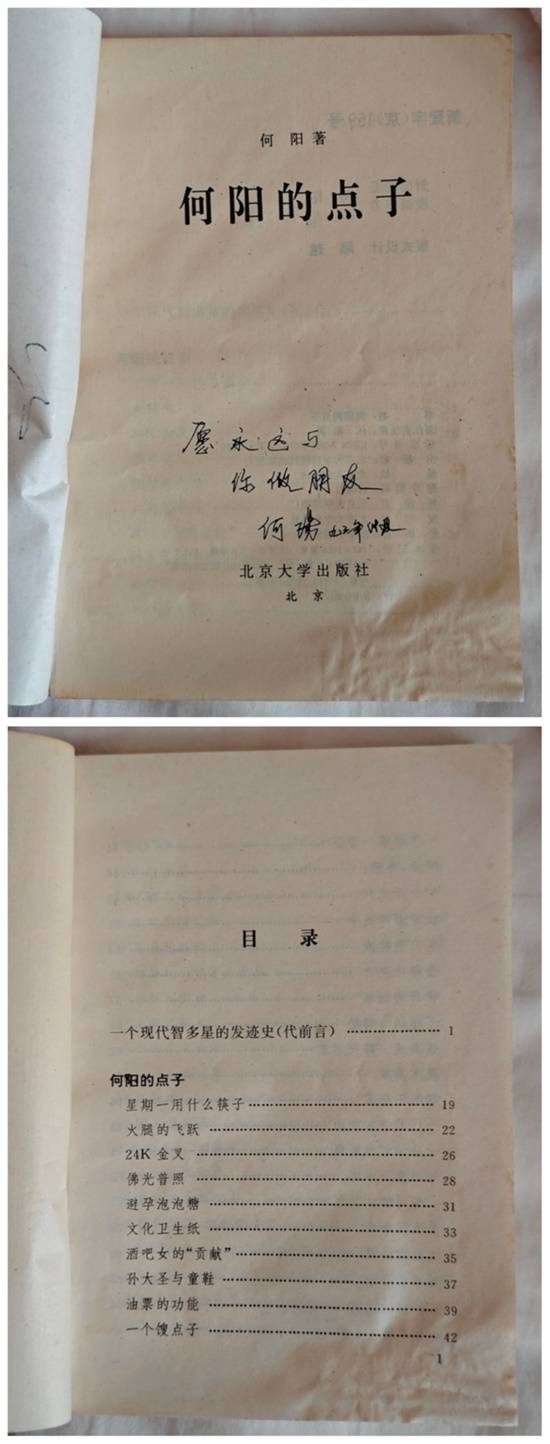 何 阳 著
何阳的点子
愿永远与
你做朋友
何阳
北京大学出版社
北 京
目 录
一个现代智多星的发迹史(代前言) …………………… 1
何阳的点子
星期一用什么筷子 …………………… 19
火腿的飞跃 …………………… 22
24K 金叉 …………………… 26
佛光普照 …………………… 28
避孕泡泡糖 …………………… 31
文化卫生纸 …………………… 33
酒吧女的“贡献” …………………… 35
孙大圣与童鞋 …………………… 37
油票的功能 …………………… 39
一个馊点子 …………………… 42
1